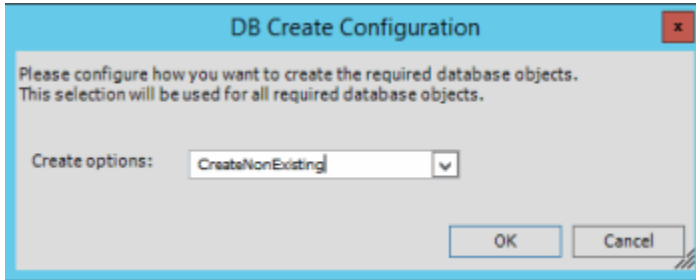 DB Create Configuration
x
Please configure how you want to create the required database objects.
This selection will be used for all required database objects.
Create options: CreateNonExisting
OK Cancel